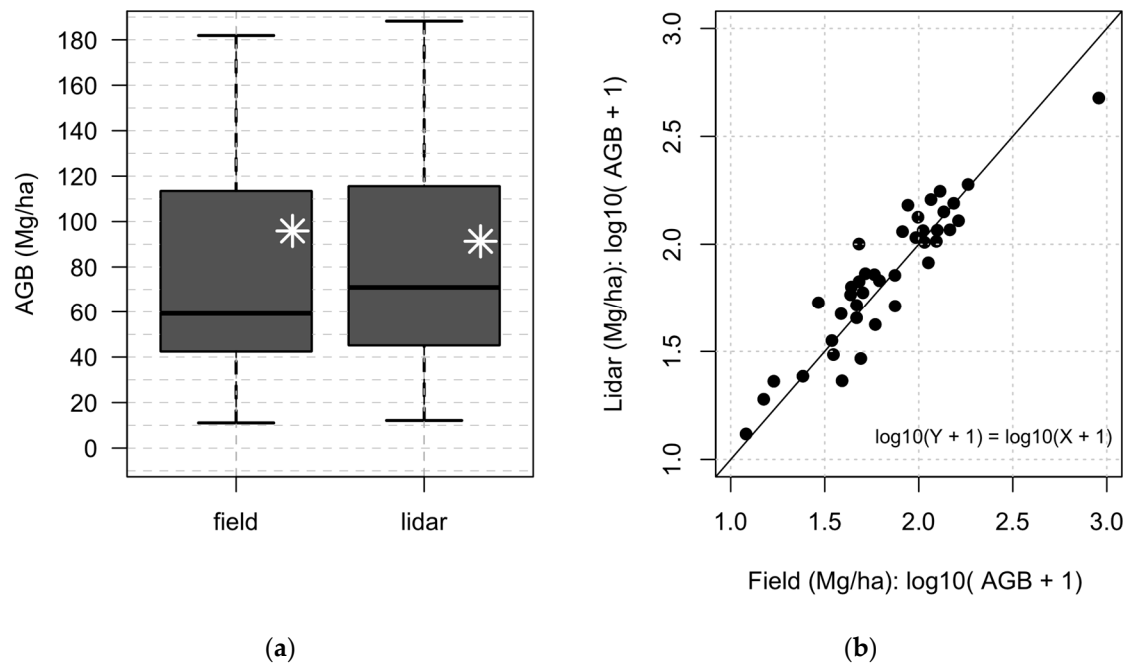 AGB (Mg/ha)
180
160
140
120
100
80
60
40
20
0
field lidar
(a)
Lidar (Mg/ha): log10( AGB + 1)
3.0
2.5
2.0
1.5
1.0
log10(Y + 1) = log10(X + 1)
1.0 1.5 2.0 2.5 3.0
Field (Mg/ha): log10( AGB + 1)
(b)